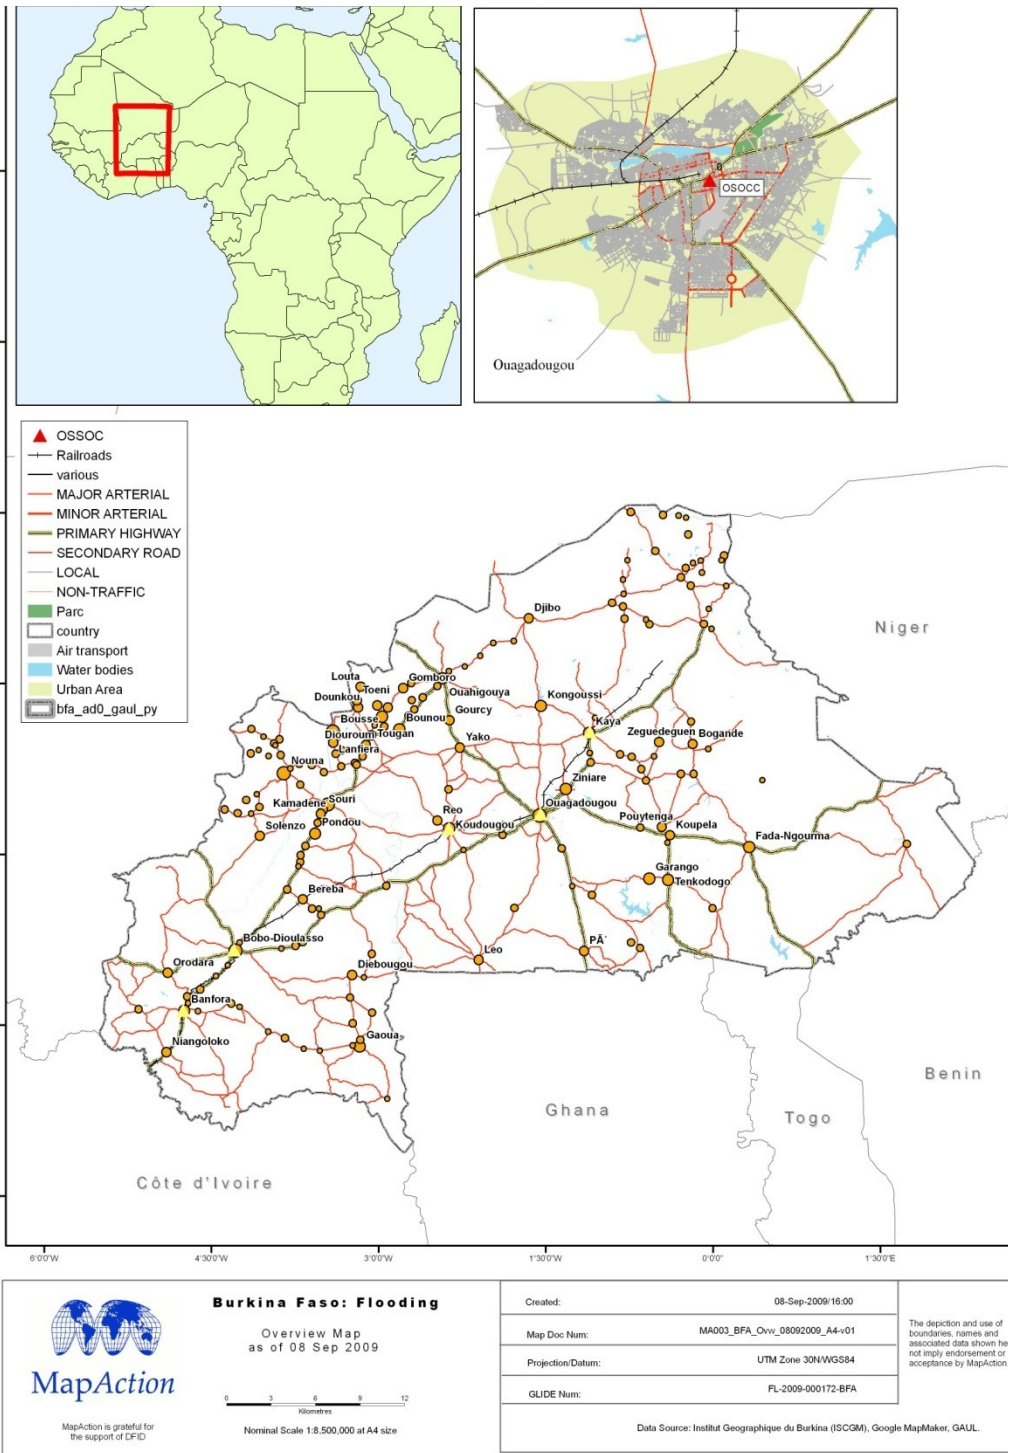 OSOCC
Ouagadougou
OSSOC
Railroads
various
MAJOR ARTERIAL
MINOR ARTERIAL
PRIMARY HIGHWAY
SECONDARY ROAD
LOCAL
NON-TRAFFIC
Parc
country
Air transport
Water bodies
Urban Area
bfa_ad0_gaul_py
Niger
Djibo
Louta
Toeni
Gomboro
Dounkou
Ouahigouya
Kongoussi
Bousse
Bounou
Gourcy
Kaya
Diouroum
Tougan
Zeguedeguen
Bogande
Lanfiera
Yako
Nouna
Ziniare
Kamadene
Souri
Reo
Ouagadougou
Solenzo
Pondou
Koudougou
Pouytenga
Koupela
Fada-Ngourma
Garango
Tenkodogo
Bereba
Bobo-Dioulasso
PÂ´
Leo
Orodara
Diebougou
Banfora
Gaoua
Niangoloko
Benin
Ghana
Togo
Côte d'Ivoire
6°0'0"W 4°30'0"W 3°0'0"W 1°30'0"W 0°0'0" 1°30'0"E
MapAction
MapAction is grateful for
the support of DFID
Burkina Faso: Flooding
Overview Map
as of 08 Sep 2009
0 3 6 9 12
Kilometres
Nominal Scale 1:8,500,000 at A4 size
Created: 08-Sep-2009/16:00
Map Doc Num: MA003_BFA_Ovw_08092009_A4-v01
Projection/Datum: UTM Zone 30N/WGS84
GLIDE Num: FL-2009-000172-BFA
Data Source: Institut Geographique du Burkina (ISCGM), Google MapMaker, GAUL.
The depiction and use of
boundaries, names and
associated data shown he
not imply endorsement or
acceptance by MapAction.